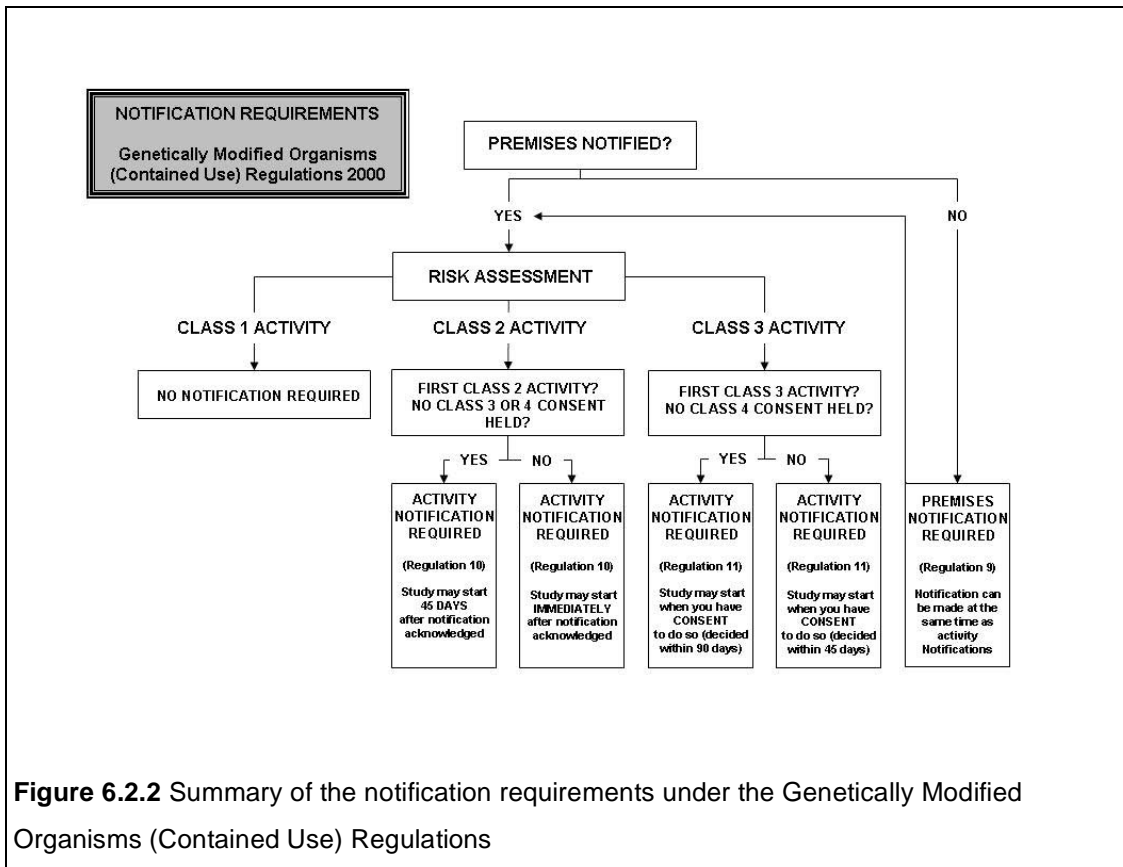 NOTIFICATION REQUIREMENTS
Genetically Modified Organisms
(Contained Use) Regulations 2000
PREMISES NOTIFIED?
YES
NO
RISK ASSESSMENT
CLASS 1 ACTIVITY
CLASS 2 ACTIVITY
CLASS 3 ACTIVITY
NO NOTIFICATION REQUIRED
FIRST CLASS 2 ACTIVITY?
NO CLASS 3 OR 4 CONSENT
HELD?
FIRST CLASS 3 ACTIVITY?
NO CLASS 4 CONSENT HELD?
YES
NO
YES
NO
ACTIVITY
NOTIFICATION
REQUIRED
(Regulation 10)
Study may start
45 DAYS
after notification
acknowledged
ACTIVITY
NOTIFICATION
REQUIRED
(Regulation 10)
Study may start
IMMEDIATELY
after notification
acknowledged
ACTIVITY
NOTIFICATION
REQUIRED
(Regulation 11)
Study may start
when you have
CONSENT
to do so (decided
within 90 days)
ACTIVITY
NOTIFICATION
REQUIRED
(Regulation 11)
Study may start
when you have
CONSENT
to do so (decided
within 45 days)
PREMISES
NOTIFICATION
REQUIRED
(Regulation 9)
Notification can
be made at the
same time as
activity
Notifications
Figure 6.2.2 Summary of the notification requirements under the Genetically Modified
Organisms (Contained Use) Regulations